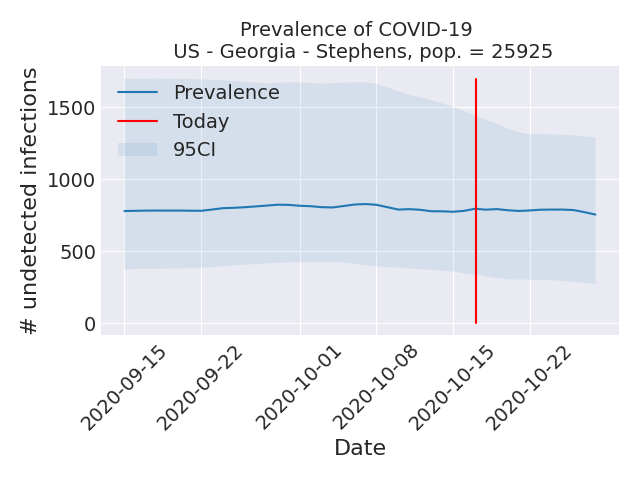 Prevalence of COVID-19
US - Georgia - Stephens, pop. = 25925
# undetected infections
1500
1000
500
0
Prevalence
Today
95CI
2020-09-15
2020-09-22
2020-10-01
2020-10-08
2020-10-15
2020-10-22
Date